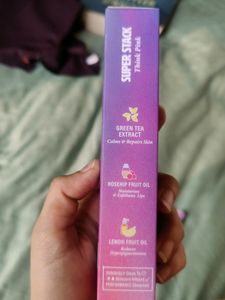 SUPER STACK
Think Pink
GREEN TEA
EXTRACT
Calms & Repairs Skin
ROSEHIP FRUIT OIL
Moisturises
& Exfoliates Lips
LEMON FRUIT OIL
Reduces
Hyperpigmentation